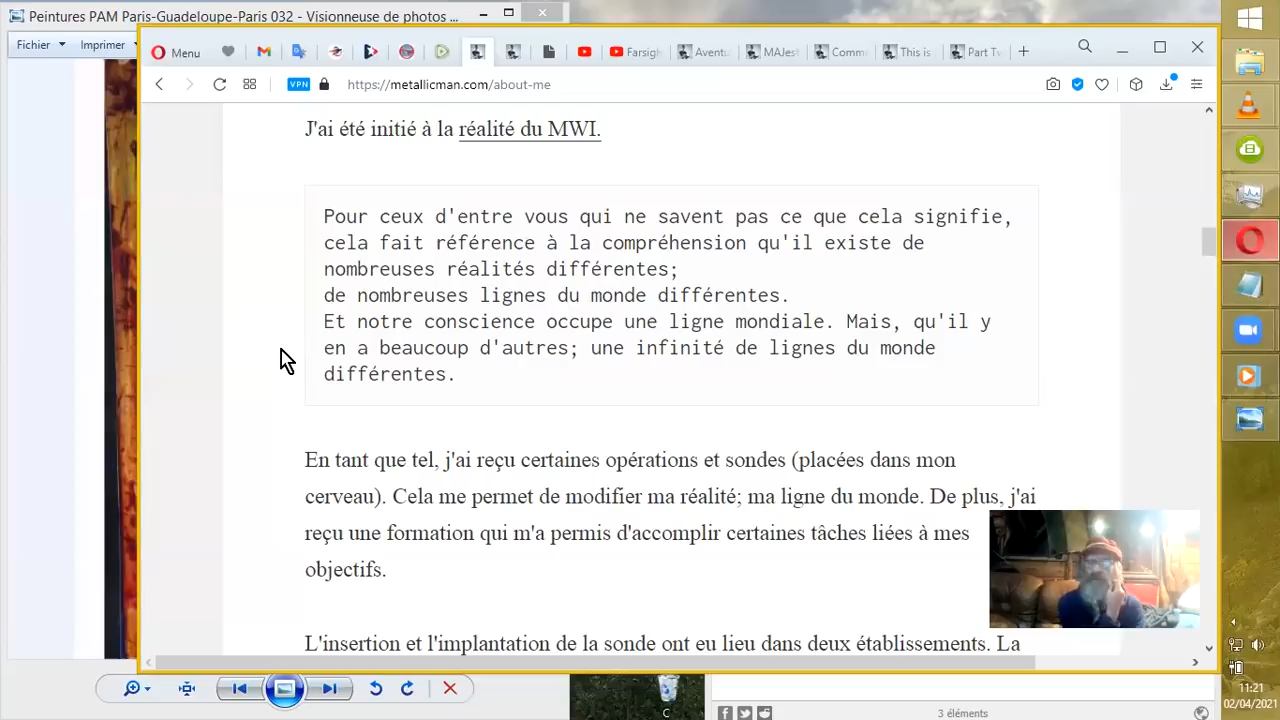 Peintures PAM Paris-Guadeloupe-Paris 032 - Visionneuse de photos ...
Fichier
Imprimer
Menu
Farsigh
Aventu
MAJest
Comm
This is
Part Tv
VPN
https://metallicman.com/about-me
J'ai été initié à la réalité du MWI.
Pour ceux d'entre vous qui ne savent pas ce que cela signifie,
cela fait référence à la compréhension qu'il existe de
nombreuses réalités différentes;
de nombreuses lignes du monde différentes.
Et notre conscience occupe une ligne mondiale. Mais, qu'il y
en a beaucoup d'autres; une infinité de lignes du monde
différentes.
En tant que tel, j'ai reçu certaines opérations et sondes (placées dans mon
cerveau). Cela me permet de modifier ma réalité; ma ligne du monde. De plus, j'ai
reçu une formation qui m'a permis d'accomplir certaines tâches liées à mes
objectifs.
L'insertion et l'implantation de la sonde ont eu lieu dans deux établissements. La
C
3 éléments
11:21
02/04/2021